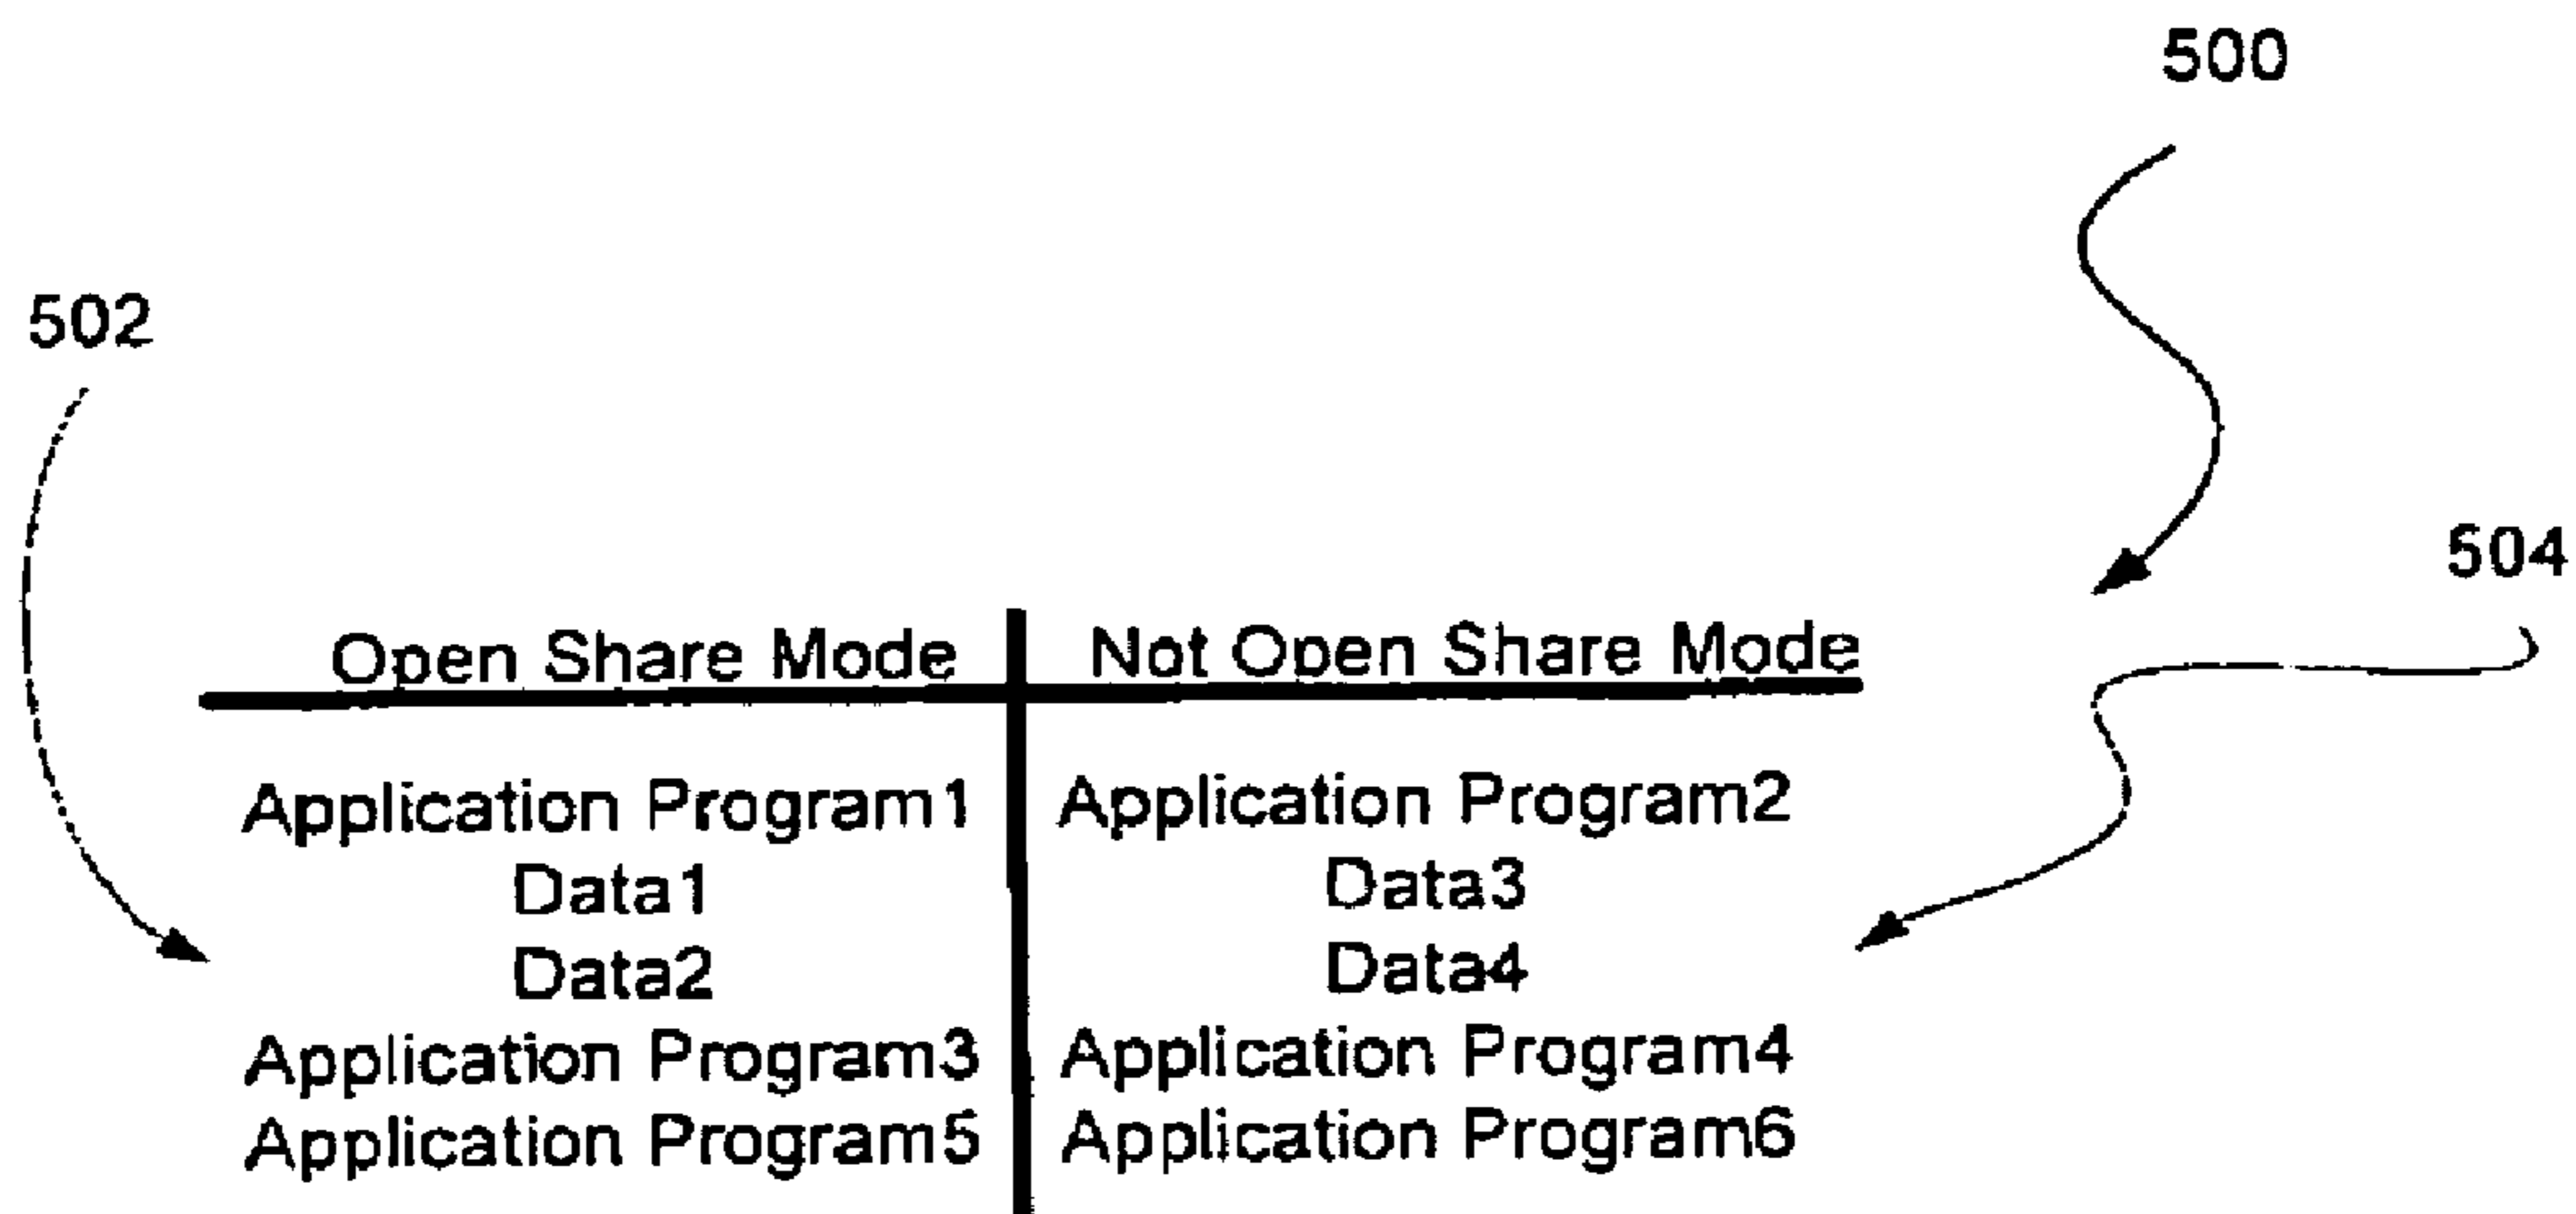 500
502
504
Open Share Mode Not Open Share Mode
Application Program1 Application Program2
Data1 Data3
Data2 Data4
Application Program3 Application Program4
Application Program5 Application Program6